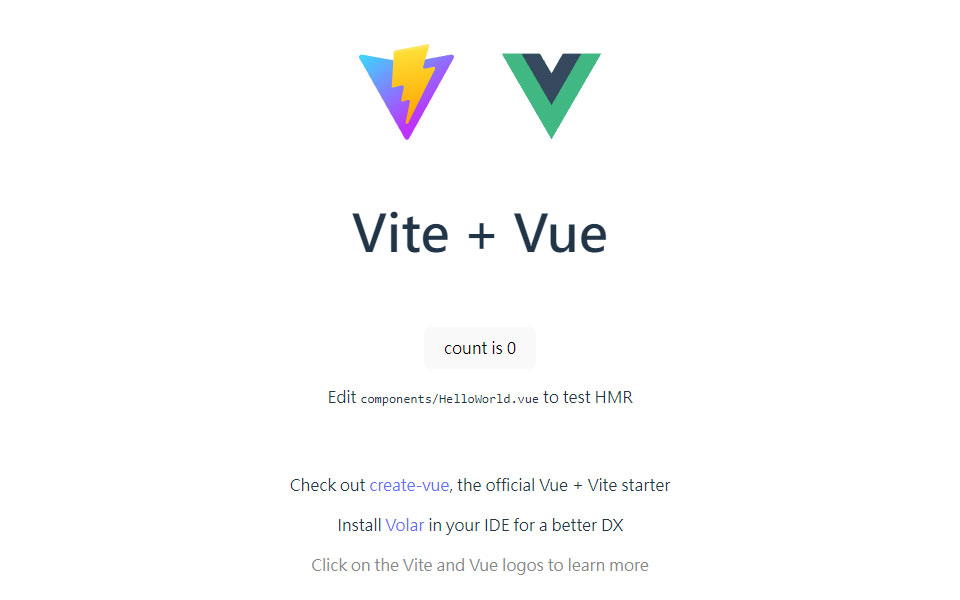 Vite + Vue
count is 0
Edit components/HelloWorld.vue to test HMR
Check out create-vue, the official Vue + Vite starter
Install Volar in your IDE for a better DX
Click on the Vite and Vue logos to learn more